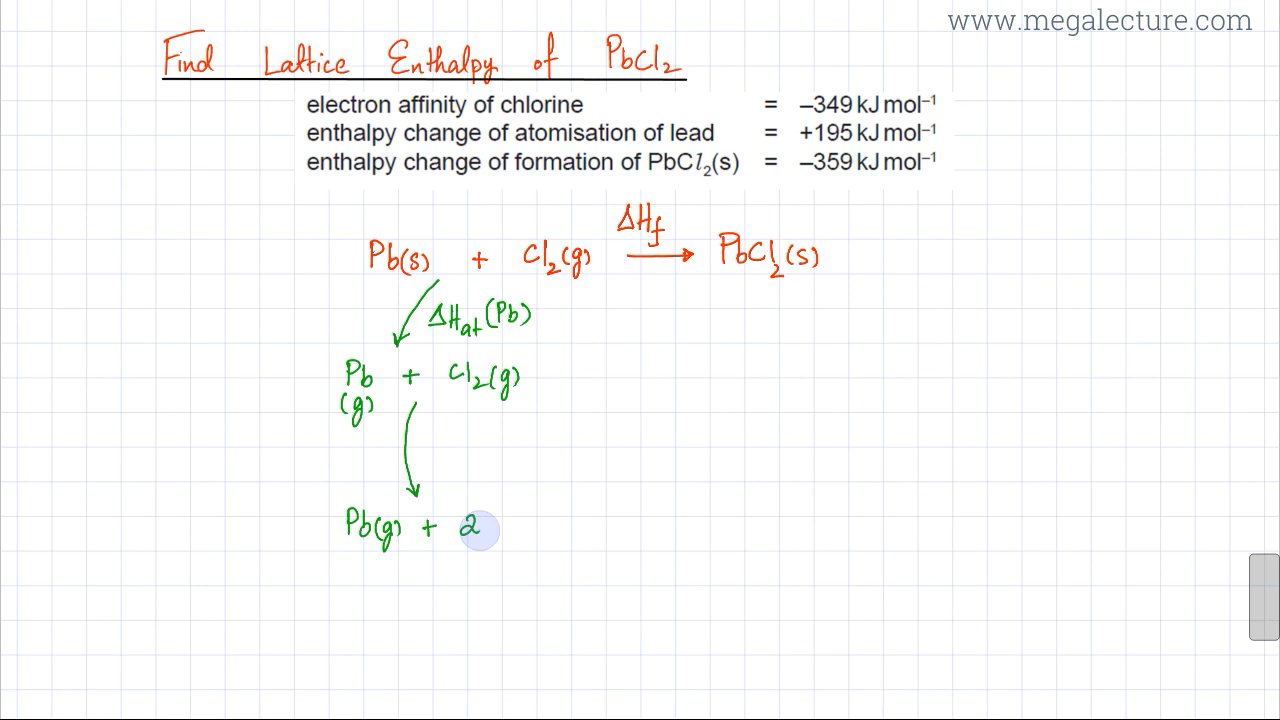 www.megalecture.com
Find Lattice Enthalpy of PbCl₂
electron affinity of chlorine = –349 kJ mol⁻¹
enthalpy change of atomisation of lead = +195 kJ mol⁻¹
enthalpy change of formation of PbCl₂(s) = –359 kJ mol⁻¹
ΔHf
Pb(s) + Cl₂(g) → PbCl₂(s)
ΔHat(Pb)
Pb + Cl₂(g)
(g)
Pb(g) + 2